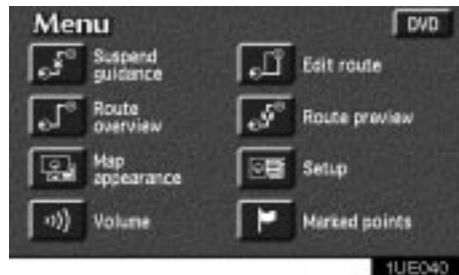 Menu
DVD
Suspend
guidance
Edit route
Route
overview
Route preview
Map
appearance
Setup
Volume
Marked points
1UE040